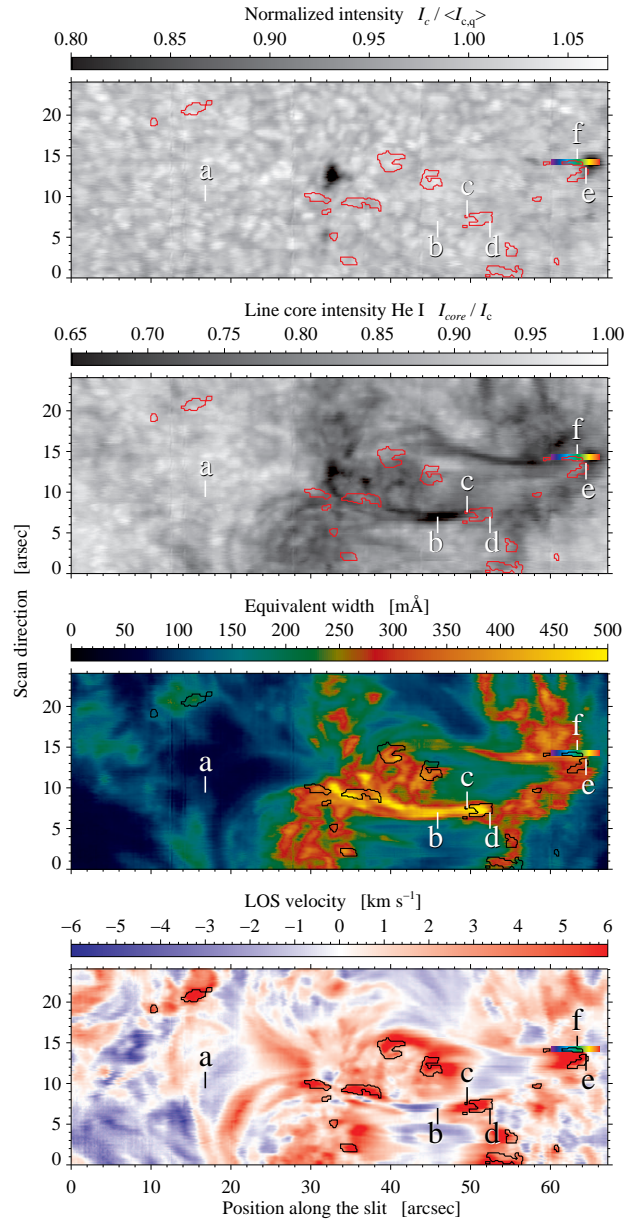 Normalized intensity I_c / <I_c,q>
0.80 0.85 0.90 0.95 1.00 1.05
20
15
10
5
0
a
b
c
d
e
f
Line core intensity He I I_core / I_c
0.65 0.70 0.75 0.80 0.85 0.90 0.95 1.00
20
15
10
5
0
a
b
c
d
e
f
Scan direction [arsec]
Equivalent width [mÅ]
0 50 100 150 200 250 300 350 400 450 500
20
15
10
5
0
a
b
c
d
e
f
LOS velocity [km s⁻¹]
−6 −5 −4 −3 −2 −1 0 1 2 3 4 5 6
20
15
10
5
0
a
b
c
d
e
f
0 10 20 30 40 50 60
Position along the slit [arcsec]